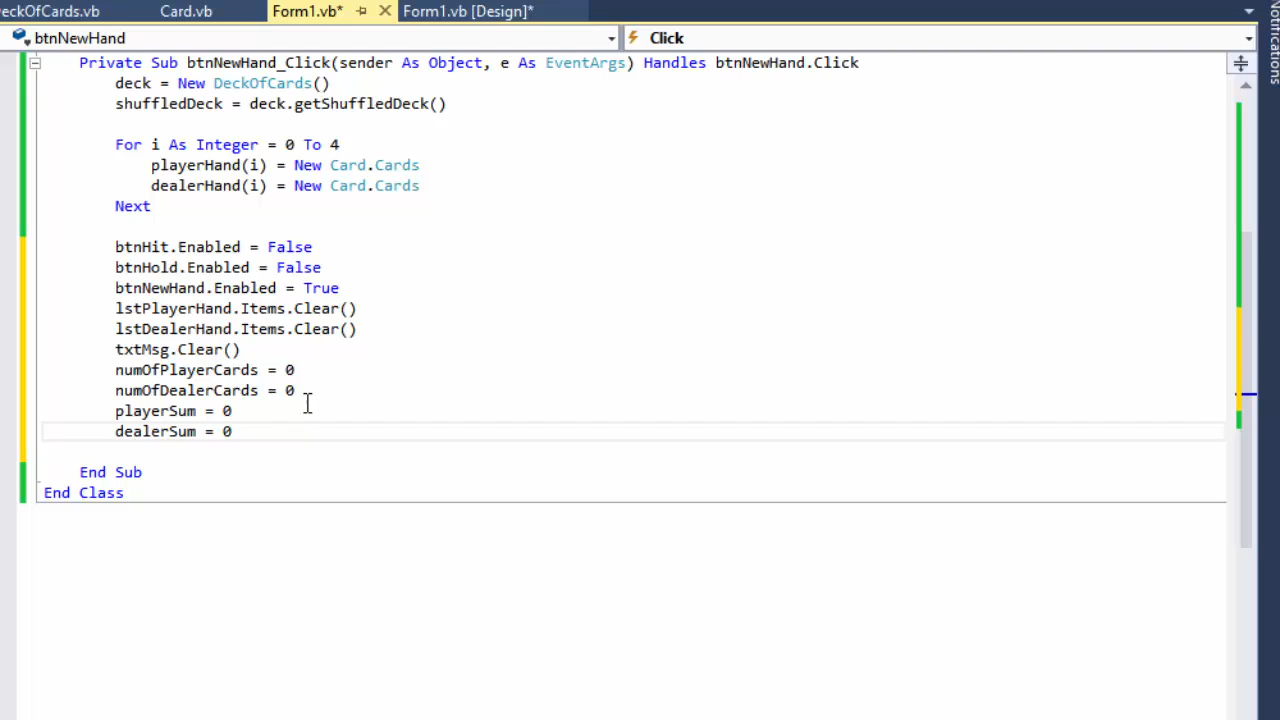 eckOfCards.vb Card.vb Form1.vb* Form1.vb [Design]*
btnNewHand Click
Private Sub btnNewHand_Click(sender As Object, e As EventArgs) Handles btnNewHand.Click
deck = New DeckOfCards()
shuffledDeck = deck.getShuffledDeck()
For i As Integer = 0 To 4
playerHand(i) = New Card.Cards
dealerHand(i) = New Card.Cards
Next
btnHit.Enabled = False
btnHold.Enabled = False
btnNewHand.Enabled = True
lstPlayerHand.Items.Clear()
lstDealerHand.Items.Clear()
txtMsg.Clear()
numOfPlayerCards = 0
numOfDealerCards = 0
playerSum = 0
dealerSum = 0
End Sub
End Class
Notifications